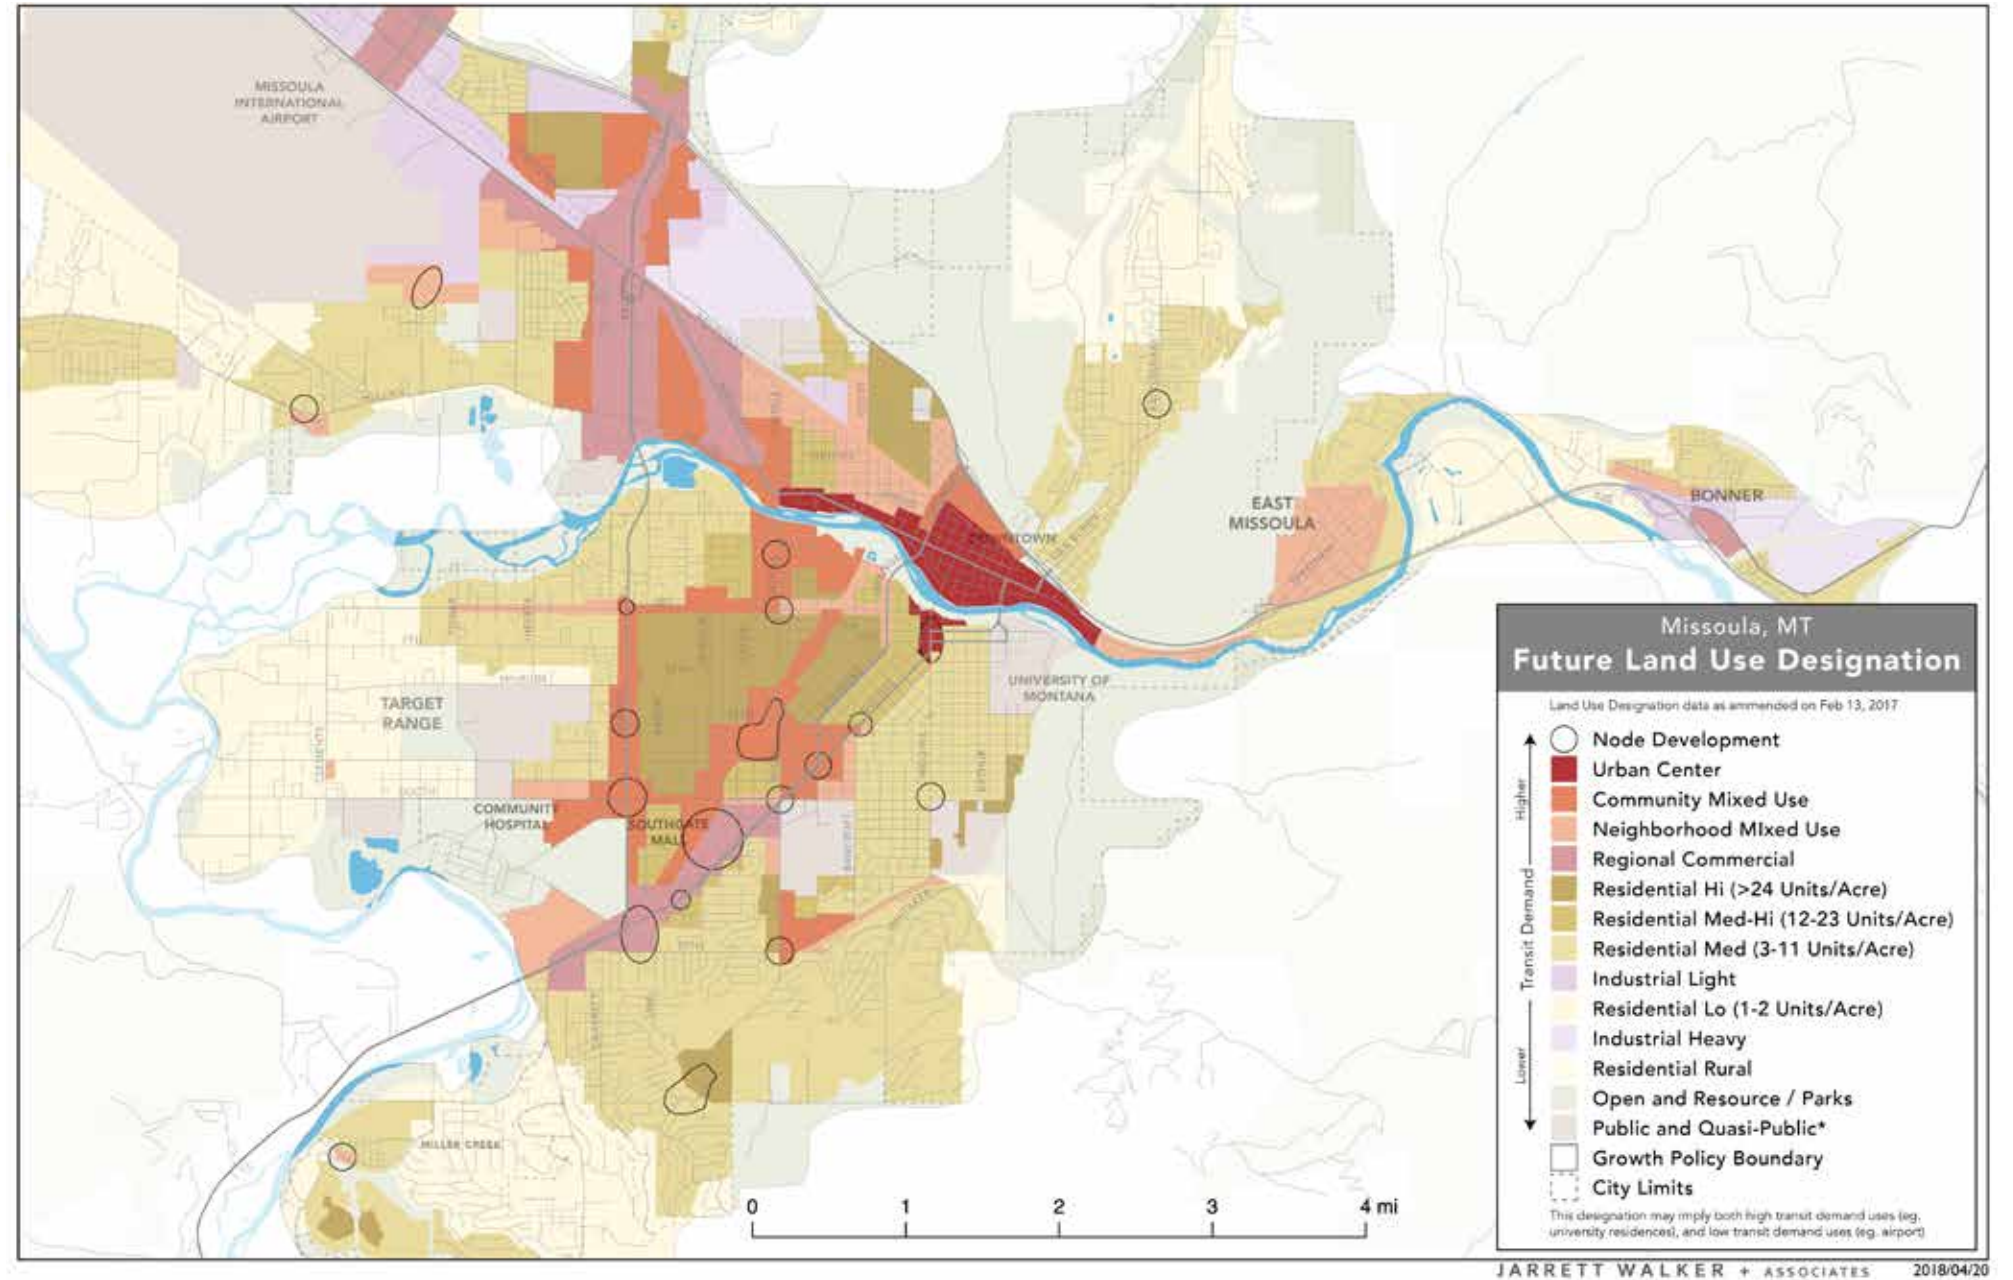 MISSOULA
INTERNATIONAL
AIRPORT
EAST
MISSOULA
BONNER
DOWNTOWN
UNIVERSITY OF
MONTANA
TARGET
RANGE
COMMUNITY
HOSPITAL
SOUTHGATE
MALL
MILLER CREEK
0 1 2 3 4 mi
Missoula, MT
Future Land Use Designation
Land Use Designation data as ammended on Feb 13, 2017
Higher
Transit Demand
Lower
Node Development
Urban Center
Community Mixed Use
Neighborhood MIxed Use
Regional Commercial
Residential Hi (>24 Units/Acre)
Residential Med-Hi (12-23 Units/Acre)
Residential Med (3-11 Units/Acre)
Industrial Light
Residential Lo (1-2 Units/Acre)
Industrial Heavy
Residential Rural
Open and Resource / Parks
Public and Quasi-Public*
Growth Policy Boundary
City Limits
This designation may imply both high transit demand uses (eg.
university residences), and low transit demand uses (eg. airport)
JARRETT WALKER + ASSOCIATES 2018/04/20